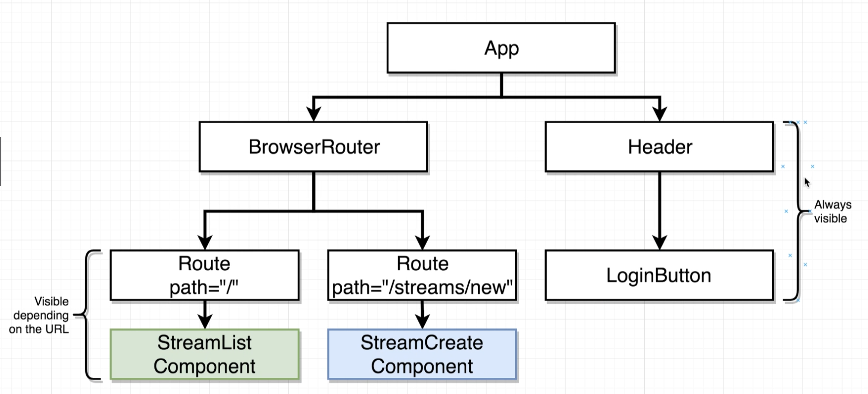 App
BrowserRouter
Header
Always
visible
Route
path="/"
Route
path="/streams/new"
LoginButton
Visible
depending
on the URL
StreamList
Component
StreamCreate
Component